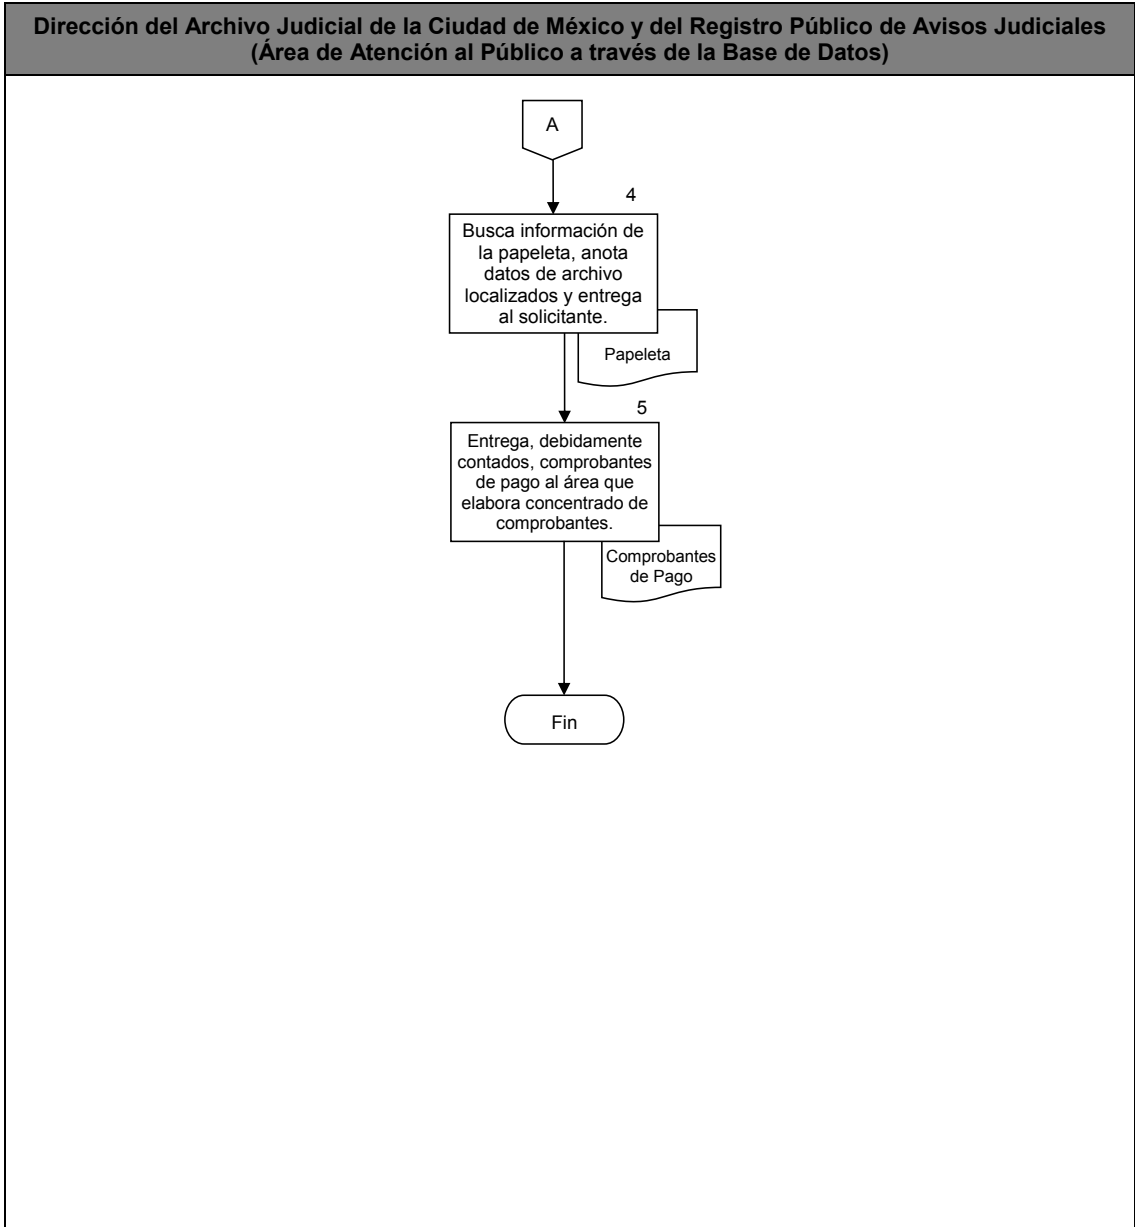 Dirección del Archivo Judicial de la Ciudad de México y del Registro Público de Avisos Judiciales
(Área de Atención al Público a través de la Base de Datos)
A
4
Busca información de
la papeleta, anota
datos de archivo
localizados y entrega
al solicitante.
Papeleta
5
Entrega, debidamente
contados, comprobantes
de pago al área que
elabora concentrado de
comprobantes.
Comprobantes
de Pago
Fin